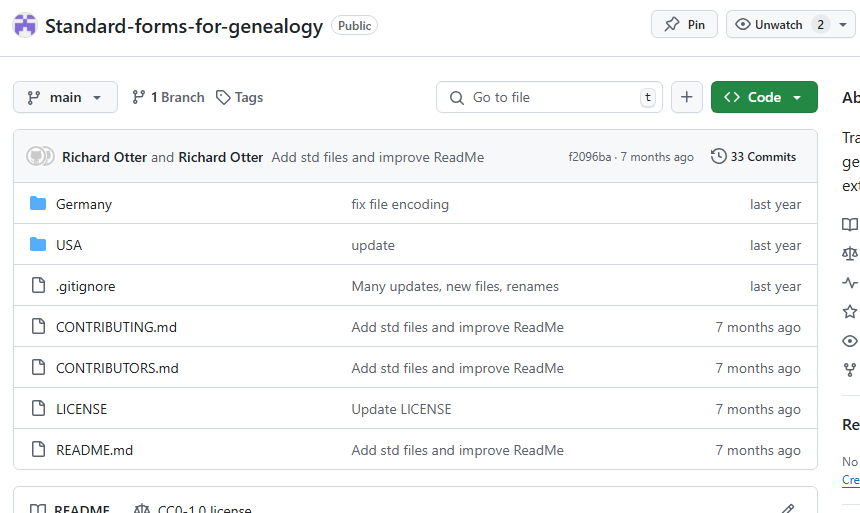 Standard-forms-for-genealogy Public Pin Unwatch 2
main 1 Branch Tags Go to file t + <> Code
Richard Otter and Richard Otter Add std files and improve ReadMe f2096ba · 7 months ago 33 Commits
Germany fix file encoding last year
USA update last year
.gitignore Many updates, new files, renames last year
CONTRIBUTING.md Add std files and improve ReadMe 7 months ago
CONTRIBUTORS.md Add std files and improve ReadMe 7 months ago
LICENSE Update LICENSE 7 months ago
README.md Add std files and improve ReadMe 7 months ago
README CC0-1.0 license
Ab
Tra
ge
ext
Re
No
Cre